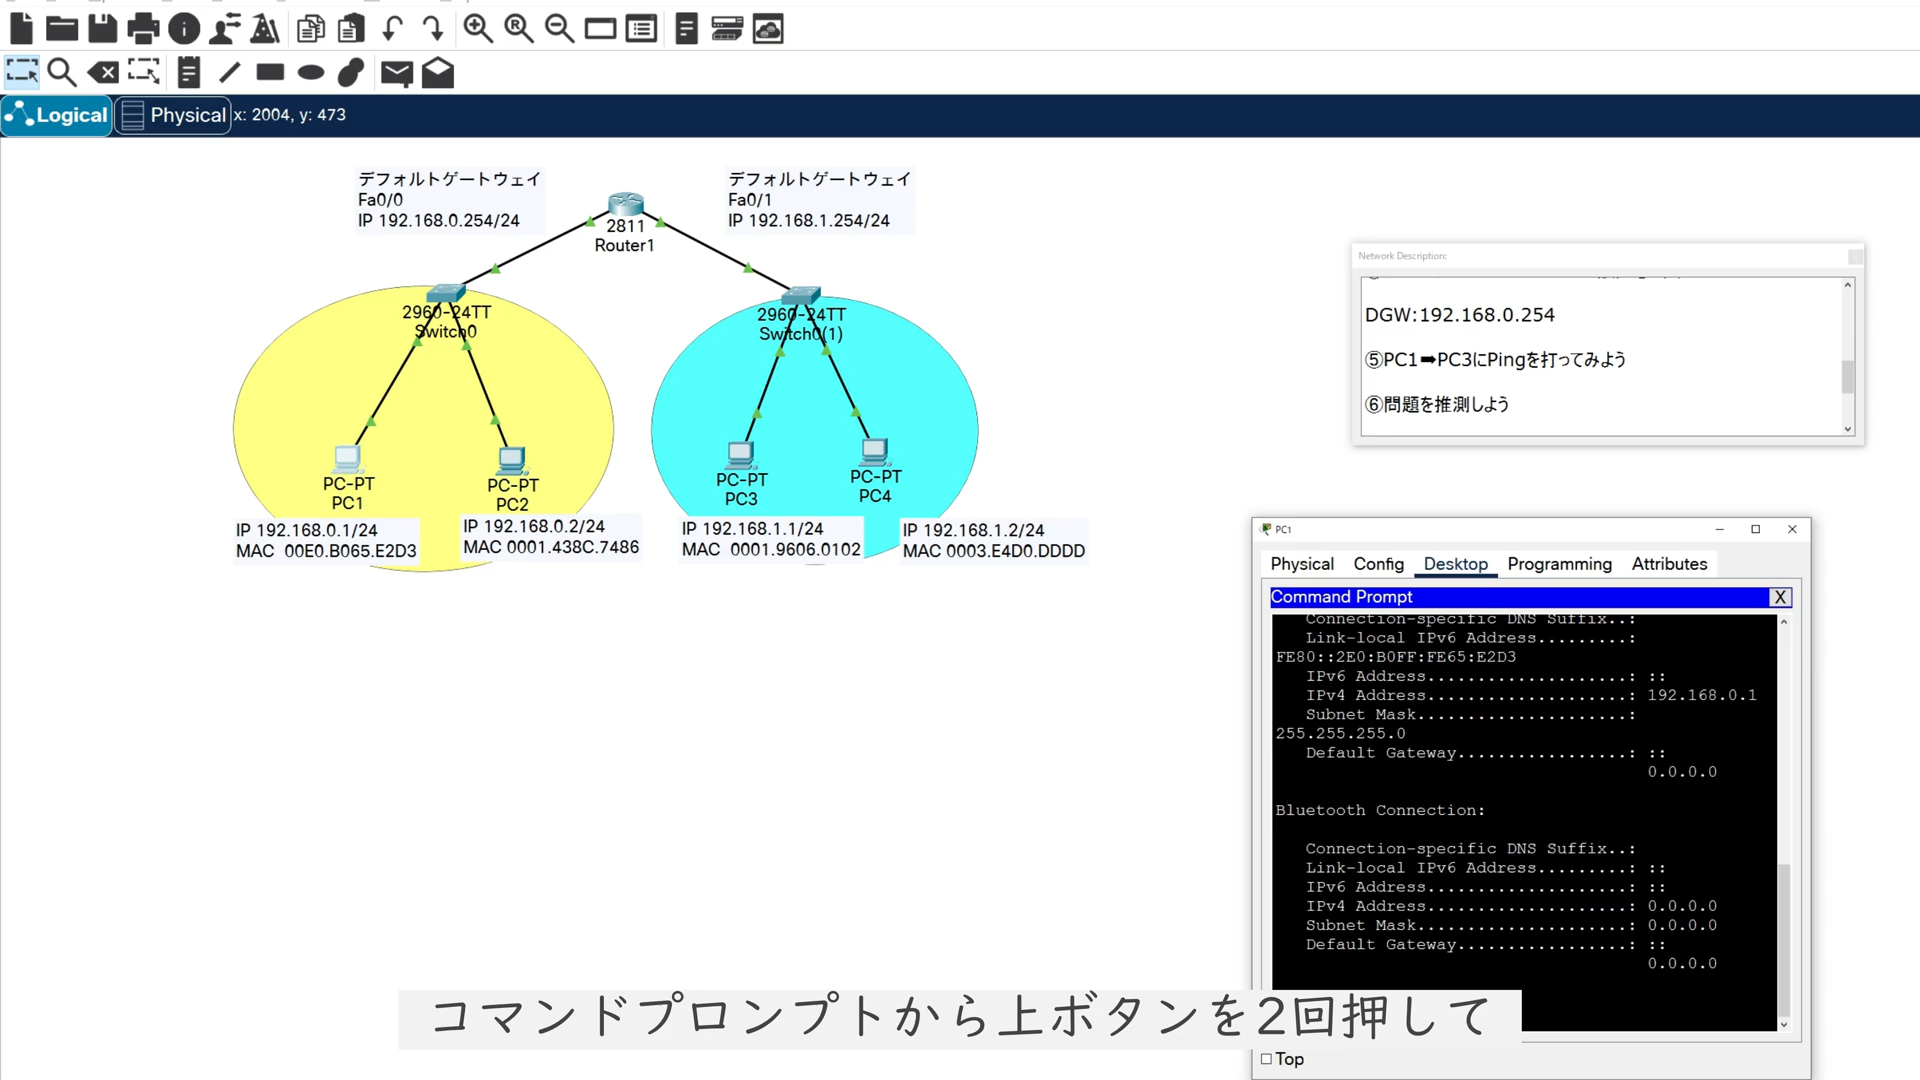 Logical
Physical
x: 2004, y: 473
デフォルトゲートウェイ
Fa0/0
IP 192.168.0.254/24
2811
Router1
デフォルトゲートウェイ
Fa0/1
IP 192.168.1.254/24
2960-24TT
Switch0
2960-24TT
Switch0(1)
PC-PT
PC1
PC-PT
PC2
PC-PT
PC3
PC-PT
PC4
IP 192.168.0.1/24
MAC 00E0.B065.E2D3
IP 192.168.0.2/24
MAC 0001.438C.7486
IP 192.168.1.1/24
MAC 0001.9606.0102
IP 192.168.1.2/24
MAC 0003.E4D0.DDDD
Network Description:
DGW:192.168.0.254
⑤PC1➡PC3にPingを打ってみよう
⑥問題を推測しよう
PC1
Physical Config Desktop Programming Attributes
Command Prompt
X
Connection-specific DNS Suffix..:
Link-local IPv6 Address.........:
FE80::2E0:B0FF:FE65:E2D3
IPv6 Address....................: ::
IPv4 Address....................: 192.168.0.1
Subnet Mask.....................:
255.255.255.0
Default Gateway.................: ::
0.0.0.0
Bluetooth Connection:
Connection-specific DNS Suffix..:
Link-local IPv6 Address.........: ::
IPv6 Address....................: ::
IPv4 Address....................: 0.0.0.0
Subnet Mask.....................: 0.0.0.0
Default Gateway.................: ::
0.0.0.0
コマンドプロンプトから上ボタンを2回押して
Top